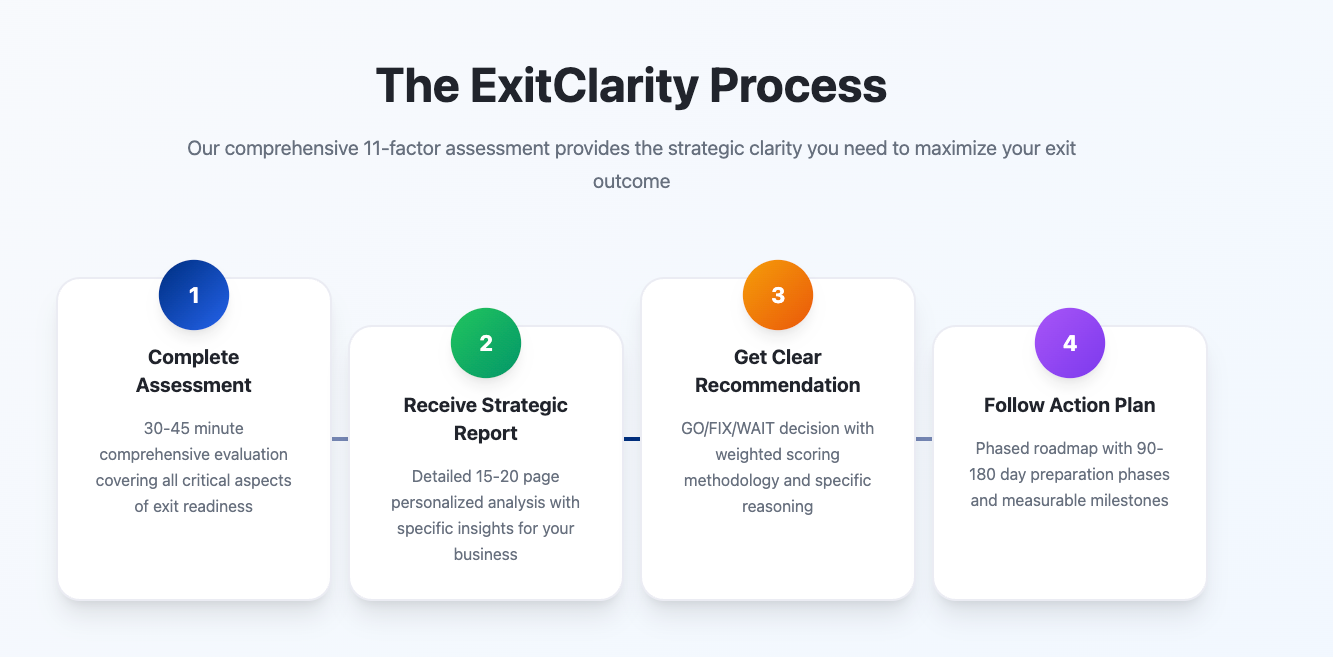 The ExitClarity Process
Our comprehensive 11-factor assessment provides the strategic clarity you need to maximize your exit
outcome
1
Complete
Assessment
30-45 minute
comprehensive evaluation
covering all critical aspects
of exit readiness
2
Receive Strategic
Report
Detailed 15-20 page
personalized analysis with
specific insights for your
business
3
Get Clear
Recommendation
GO/FIX/WAIT decision with
weighted scoring
methodology and specific
reasoning
4
Follow Action Plan
Phased roadmap with 90-
180 day preparation phases
and measurable milestones